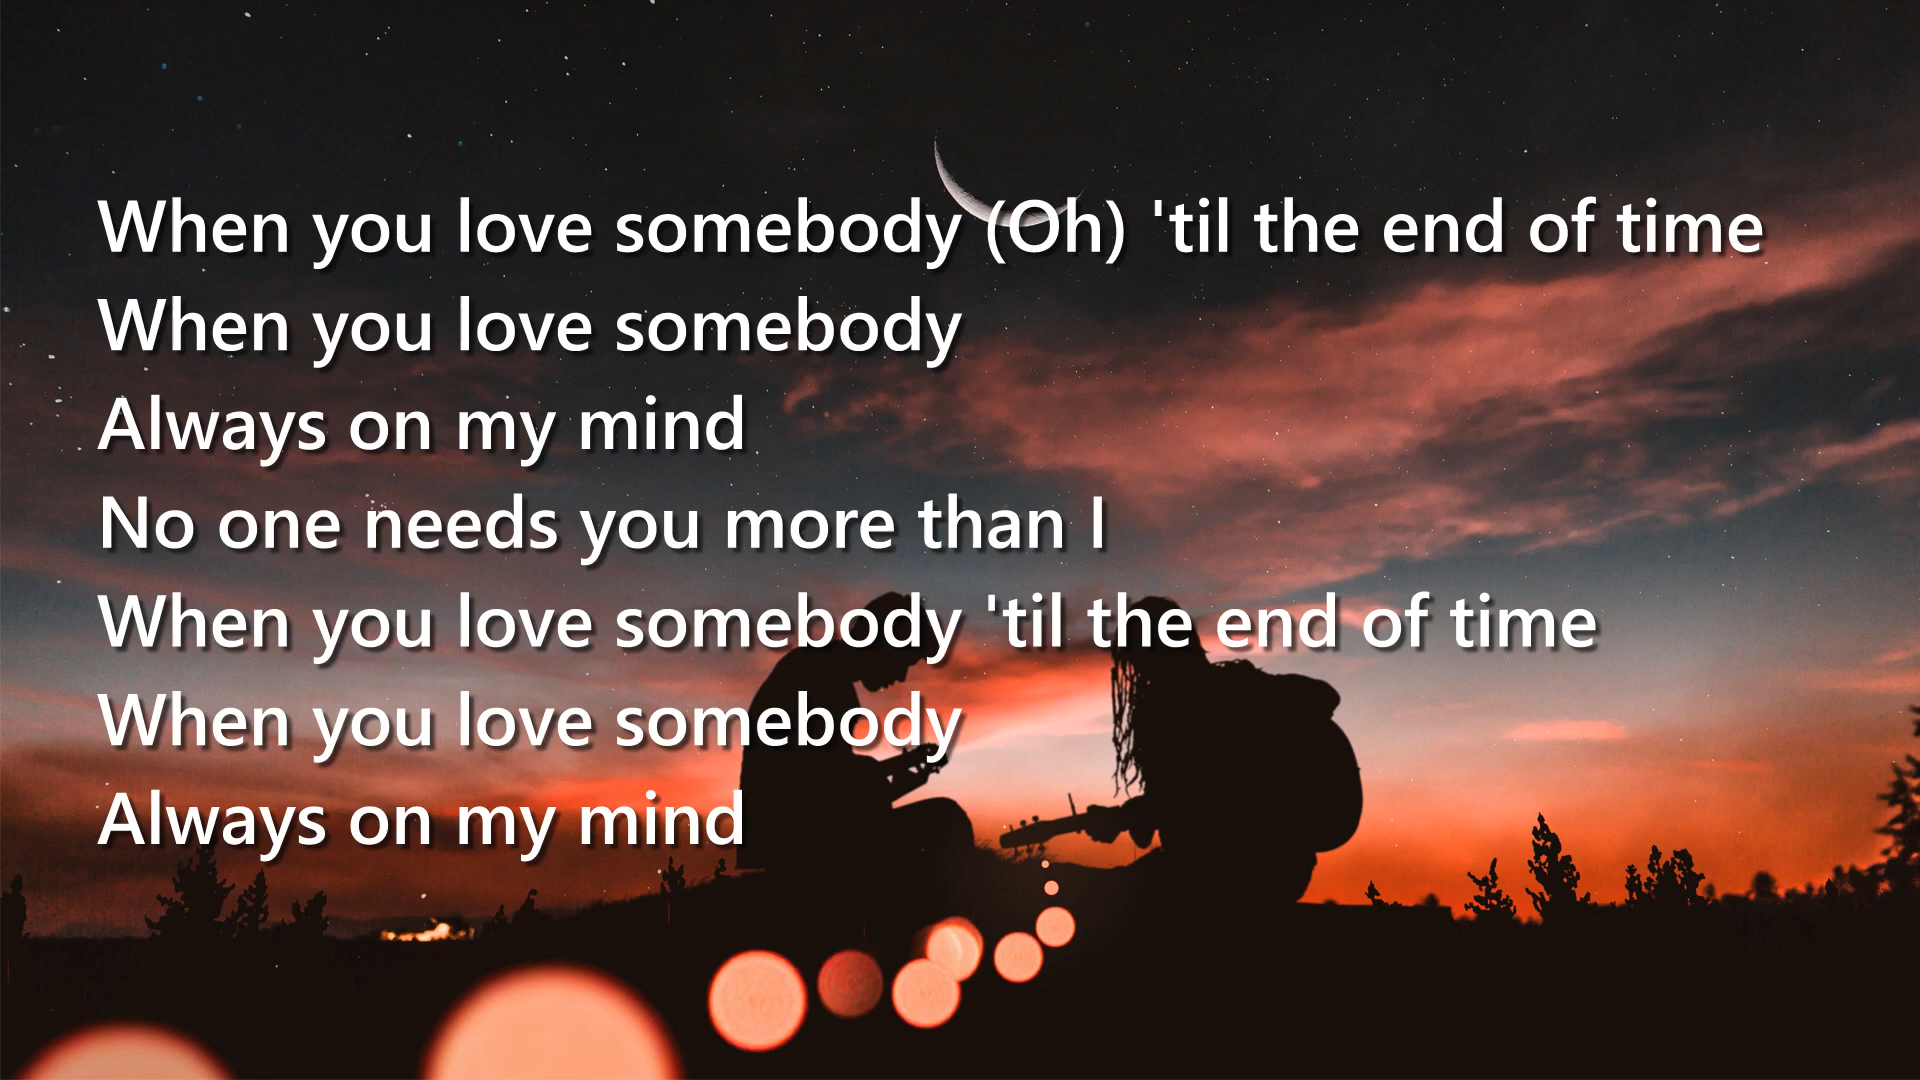 When you love somebody (Oh) 'til the end of time
When you love somebody
Always on my mind
No one needs you more than I
When you love somebody 'til the end of time
When you love somebody
Always on my mind